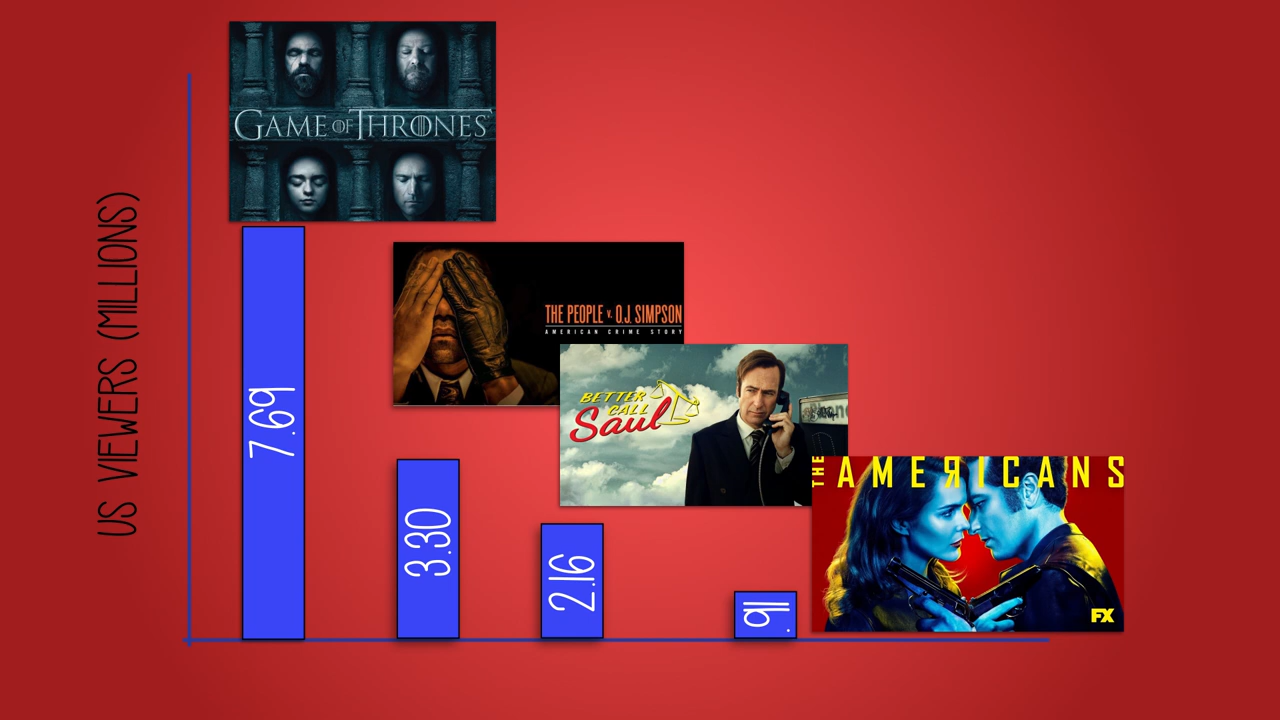 US VIEWERS (MILLIONS)
GAME OF THRONES
7.69
THE PEOPLE v. O.J. SIMPSON
AMERICAN CRIME STORY
3.30
BETTER
CALL
Saul
2.16
THE AMEЯICANS
FX
.91